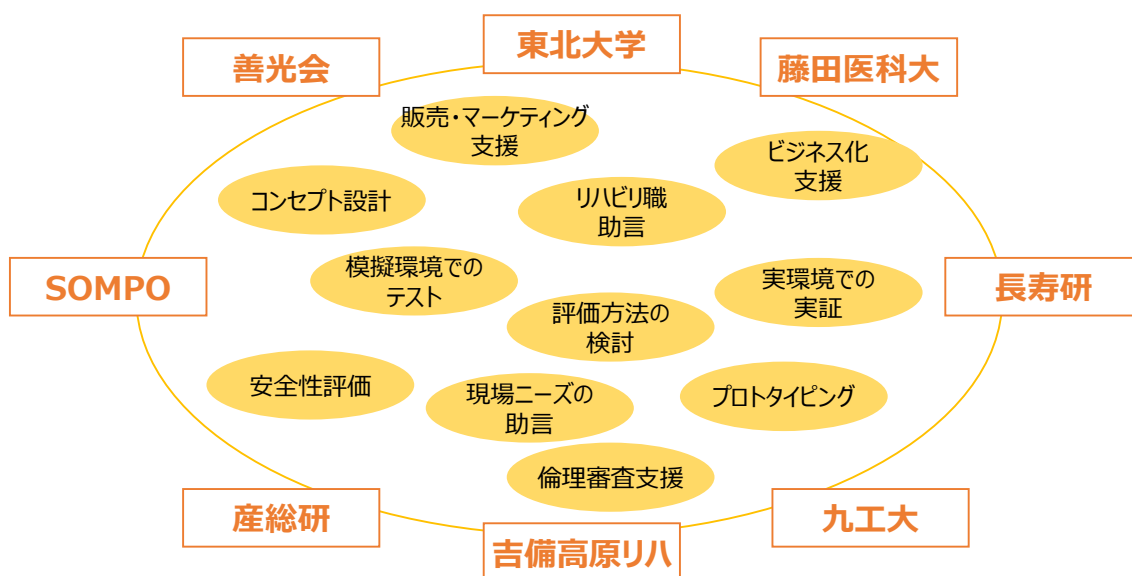 東北大学
善光会
藤田医科大
販売・マーケティング
支援
ビジネス化
支援
コンセプト設計
リハビリ職
助言
SOMPO
模擬環境での
テスト
実環境での
実証
長寿研
評価方法の
検討
安全性評価
現場ニーズの
助言
プロトタイピング
倫理審査支援
産総研
九工大
吉備高原リハ